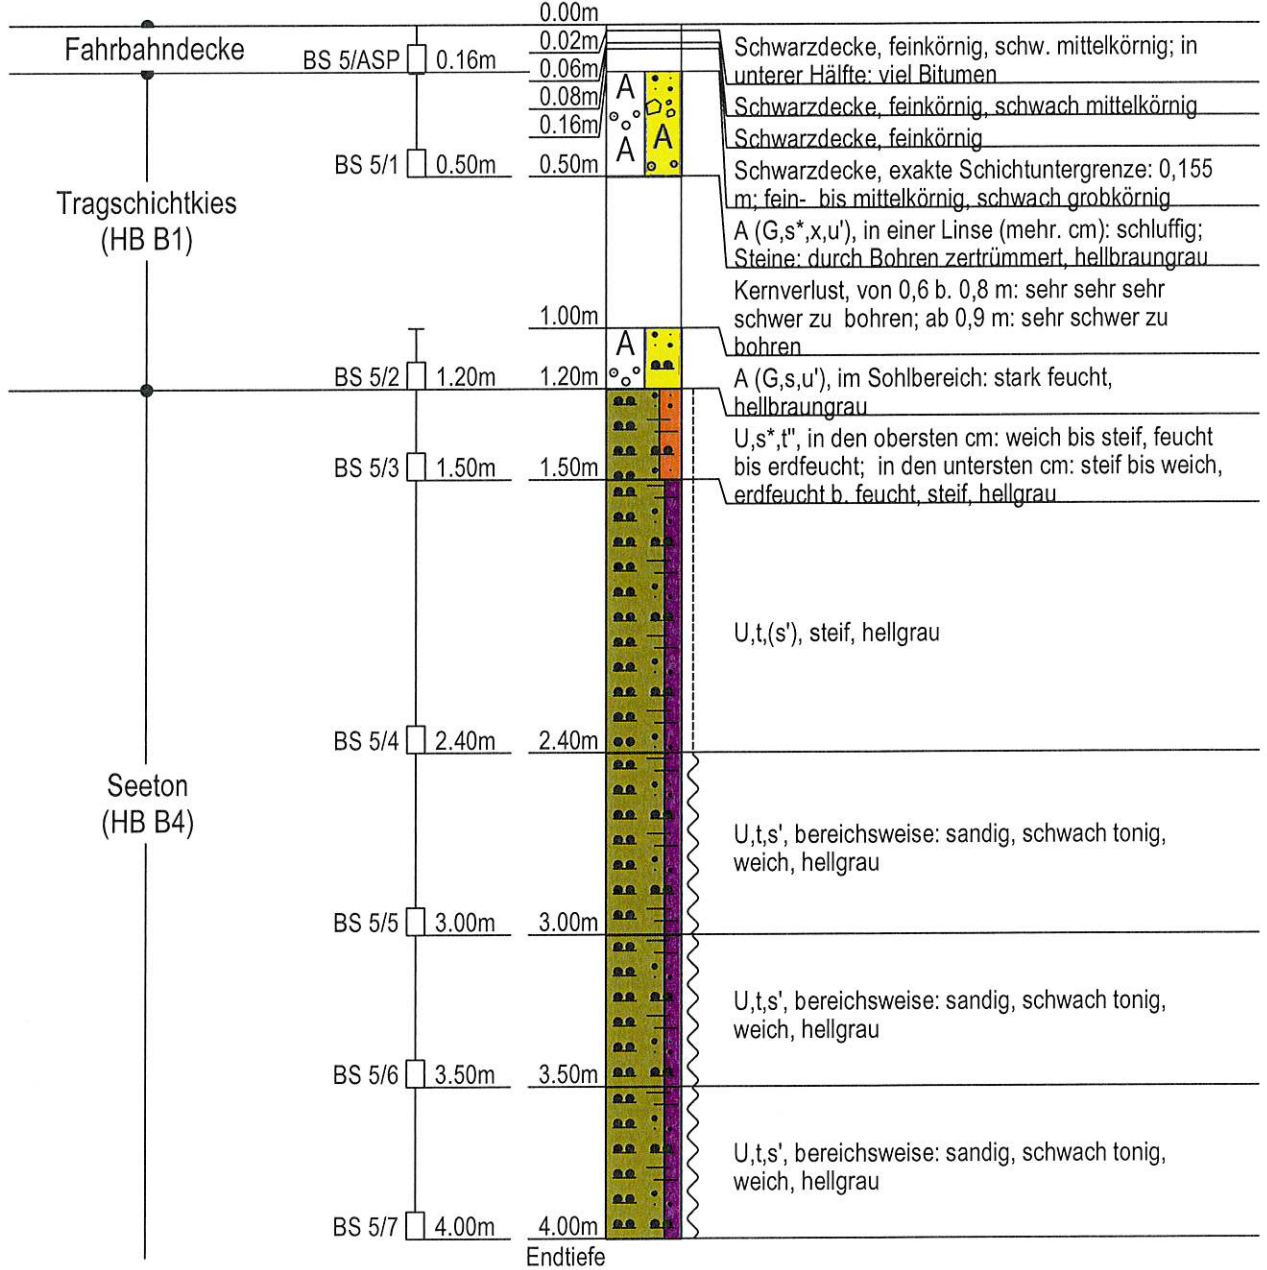 0.00m
Fahrbahndecke
BS 5/ASP 0.16m
0.02m
0.06m
0.08m
0.16m
Schwarzdecke, feinkörnig, schw. mittelkörnig; in
unterer Hälfte: viel Bitumen
Schwarzdecke, feinkörnig, schwach mittelkörnig
Schwarzdecke, feinkörnig
A
A
A
BS 5/1 0.50m 0.50m
Schwarzdecke, exakte Schichtuntergrenze: 0,155
m; fein- bis mittelkörnig, schwach grobkörnig
Tragschichtkies
(HB B1)
A (G,s*,x,u'), in einer Linse (mehr. cm): schluffig;
Steine: durch Bohren zertrümmert, hellbraungrau
Kernverlust, von 0,6 b. 0,8 m: sehr sehr sehr
schwer zu bohren; ab 0,9 m: sehr schwer zu
bohren
1.00m
A
BS 5/2 1.20m 1.20m
A (G,s,u'), im Sohlbereich: stark feucht,
hellbraungrau
U,s*,t", in den obersten cm: weich bis steif, feucht
bis erdfeucht; in den untersten cm: steif bis weich,
erdfeucht b. feucht, steif, hellgrau
BS 5/3 1.50m 1.50m
U,t,(s'), steif, hellgrau
BS 5/4 2.40m 2.40m
Seeton
(HB B4)
U,t,s', bereichsweise: sandig, schwach tonig,
weich, hellgrau
BS 5/5 3.00m 3.00m
U,t,s', bereichsweise: sandig, schwach tonig,
weich, hellgrau
BS 5/6 3.50m 3.50m
U,t,s', bereichsweise: sandig, schwach tonig,
weich, hellgrau
BS 5/7 4.00m 4.00m
Endtiefe